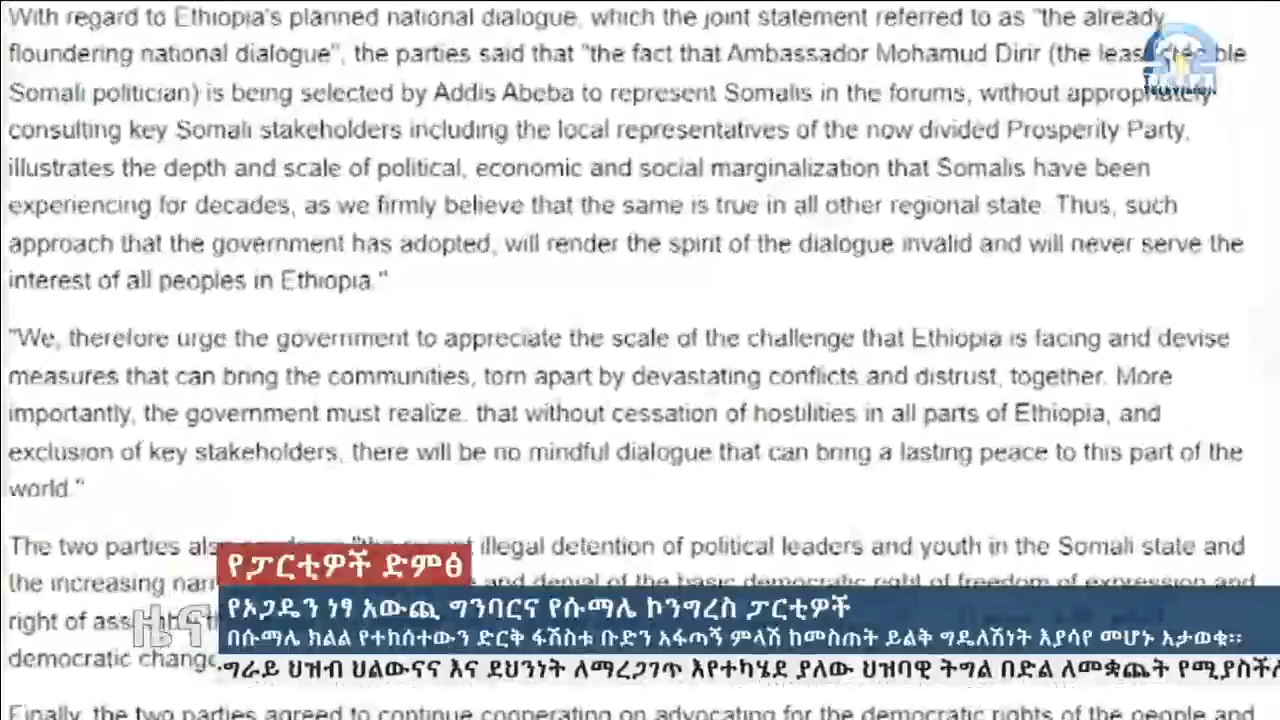 With regard to Ethiopia's planned national dialogue, which the joint statement referred to as "the already
floundering national dialogue", the parties said that "the fact that Ambassador Mohamud Dirir (the least
Somali politician) is being selected by Addis Abeba to represent Somalis in the forums, without appropriately
consulting key Somali stakeholders including the local representatives of the now divided Prosperity Party,
illustrates the depth and scale of political, economic and social marginalization that Somalis have been
experiencing for decades, as we firmly believe that the same is true in all other regional state. Thus, such
approach that the government has adopted, will render the spirit of the dialogue invalid and will never serve the
interest of all peoples in Ethiopia."
"We, therefore urge the government to appreciate the scale of the challenge that Ethiopia is facing and devise
measures that can bring the communities, torn apart by devastating conflicts and distrust, together. More
importantly, the government must realize. that without cessation of hostilities in all parts of Ethiopia, and
exclusion of key stakeholders, there will be no mindful dialogue that can bring a lasting peace to this part of the
world."
The two parties illegal detention of political leaders and youth in the Somali state and
the increasing and denial of the basic democratic right of freedom of expression and
right of
democratic change
Finally, the two parties agreed to continue cooperating on advocating for the democratic rights of the people and
TELEVISION
የፓርቲዎች ድምፅ
ዜና
የኦጋዴን ነፃ አውጪ ግንባርና የሱማሌ ኮንግረስ ፓርቲዎች
በሱማሌ ክልል የተከሰተውን ድርቅ ፋሽስቱ ቡድን አፋጣኝ ምላሽ ከመስጠት ይልቅ ግዴለሽነት እያሳየ መሆኑ አታወቁ፡፡
ግራይ ህዝብ ህልውናና እና ደህንነት ለማረጋገጥ እየተካሄደ ያለው ህዝባዊ ትግል በድል ለመቋጨት የሚያስችል